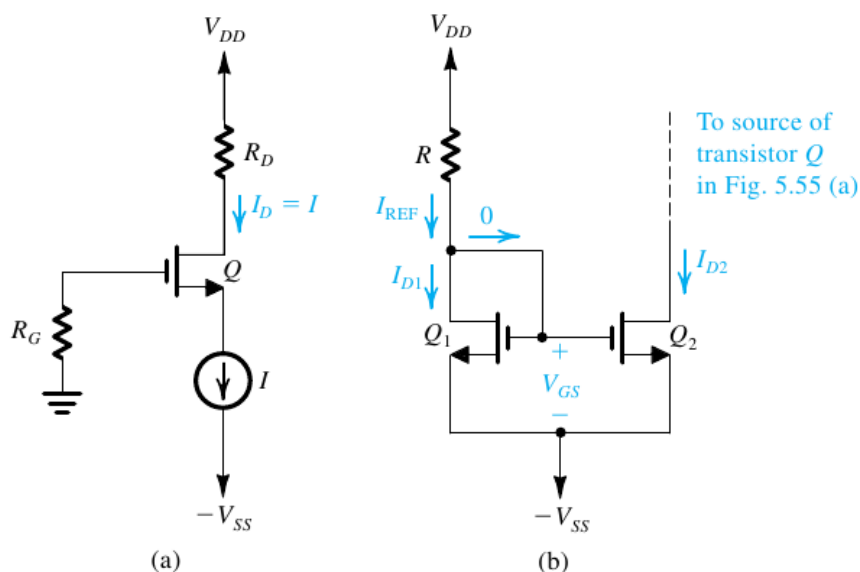 V_DD
R_D
I_D = I
Q
R_G
I
−V_SS
(a)
V_DD
R
I_REF
0
I_D1
Q_1
+
V_GS
−
Q_2
I_D2
To source of
transistor Q
in Fig. 5.55 (a)
−V_SS
(b)